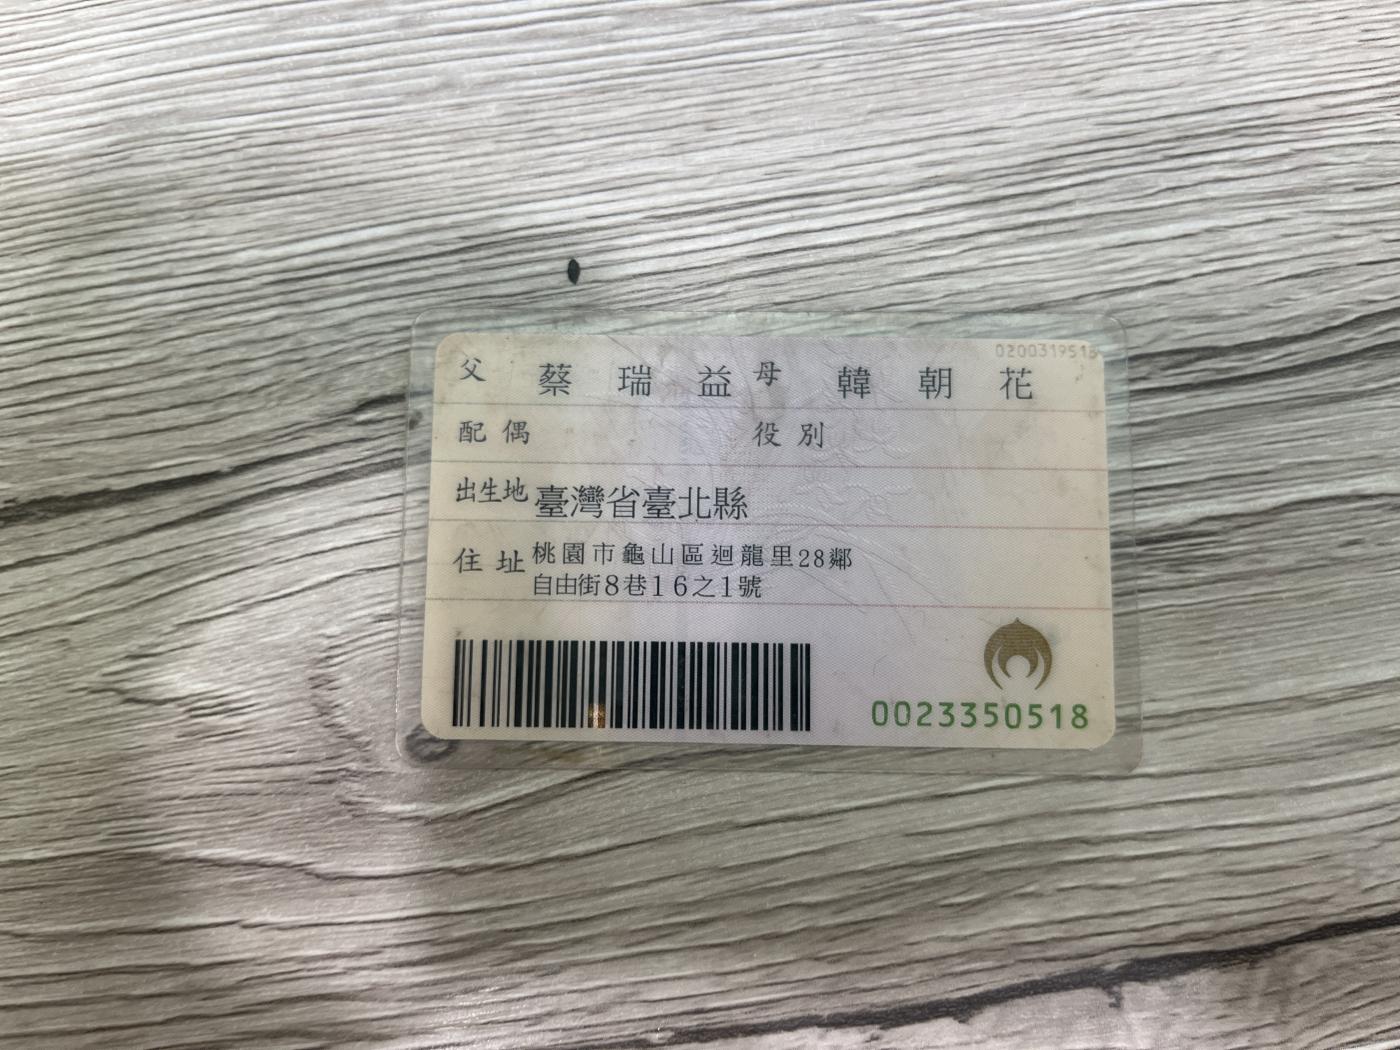 0200319515
父 蔡瑞益 母 韓朝花
配偶 役別
出生地 臺灣省臺北縣
住址 桃園市龜山區迴龍里28鄰
自由街8巷16之1號
0023350518